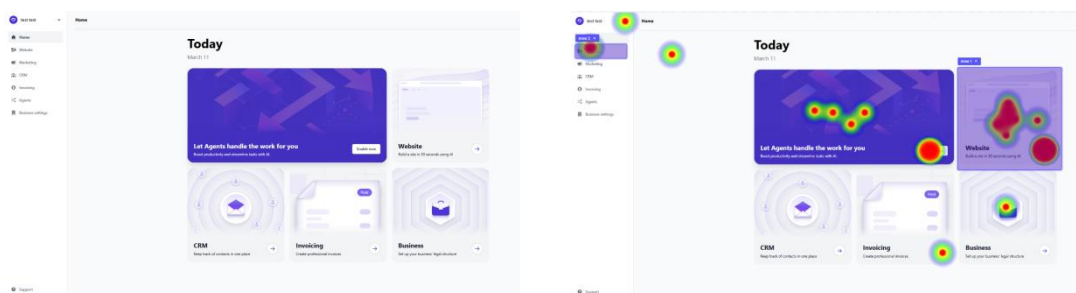 Test test
Home
Home
Website
Marketing
CRM
Invoicing
Agents
Business settings
Support
Today
March 11
Let Agents handle the work for you
Boost productivity and streamline tasks with AI.
Enable now
Website
Build a site in 30 seconds using AI
CRM
Keep track of contacts in one place
Paid
Invoicing
Create professional invoices
Business
Set up your business' legal structure
Test test
Home
Area 2
Marketing
CRM
Invoicing
Agents
Business settings
Support
Today
March 11
Let Agents handle the work for you
Boost productivity and streamline tasks with AI.
Area 1
Website
Build a site in 30 seconds using AI
CRM
Keep track of contacts in one place
Paid
Invoicing
Create professional invoices
Business
Set up your business' legal structure